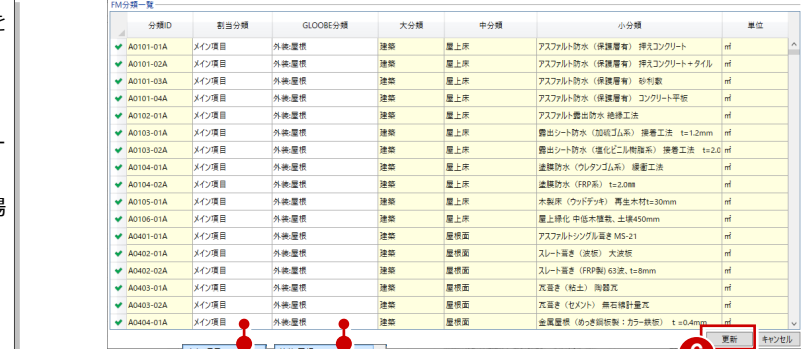 を
ー
場
FM分類一覧
分類ID 割当分類 GLOOBE分類 大分類 中分類 小分類 単位
A0101-01A メイン項目 外装:屋根 建築 屋上床 アスファルト防水（保護層有） 押えコンクリート ㎡
A0101-02A メイン項目 外装:屋根 建築 屋上床 アスファルト防水（保護層有） 押えコンクリート+タイル ㎡
A0101-03A メイン項目 外装:屋根 建築 屋上床 アスファルト防水（保護層有） 砂利敷 ㎡
A0101-04A メイン項目 外装:屋根 建築 屋上床 アスファルト防水（保護層有） コンクリート平板 ㎡
A0102-01A メイン項目 外装:屋根 建築 屋上床 アスファルト露出防水 絶縁工法 ㎡
A0103-01A メイン項目 外装:屋根 建築 屋上床 露出シート防水（加硫ゴム系） 接着工法 t=1.2mm ㎡
A0103-02A メイン項目 外装:屋根 建築 屋上床 露出シート防水（塩化ビニル樹脂系） 接着工法 t=2.0 ㎡
A0104-01A メイン項目 外装:屋根 建築 屋上床 塗膜防水（ウレタンゴム系） 緩衝工法 ㎡
A0104-02A メイン項目 外装:屋根 建築 屋上床 塗膜防水（FRP系） t=2.0㎜ ㎡
A0105-01A メイン項目 外装:屋根 建築 屋上床 木製床（ウッドデッキ） 再生木材t=30mm ㎡
A0106-01A メイン項目 外装:屋根 建築 屋上床 屋上緑化 中低木植栽、土壌450mm ㎡
A0401-01A メイン項目 外装:屋根 建築 屋根面 アスファルトシングル葺き MS-21 ㎡
A0402-01A メイン項目 外装:屋根 建築 屋根面 スレート葺き（波板） 大波板 ㎡
A0402-02A メイン項目 外装:屋根 建築 屋根面 スレート葺き（FRP製) 63波、t=8mm ㎡
A0403-01A メイン項目 外装:屋根 建築 屋根面 瓦葺き（粘土） 陶器瓦 ㎡
A0403-02A メイン項目 外装:屋根 建築 屋根面 瓦葺き（セメント） 無石綿計量瓦 ㎡
A0404-01A メイン項目 外装:屋根 建築 屋根面 金属屋根（めっき鋼板製：カラー鉄板） t =0.4mm ㎡
更新 キャンセル